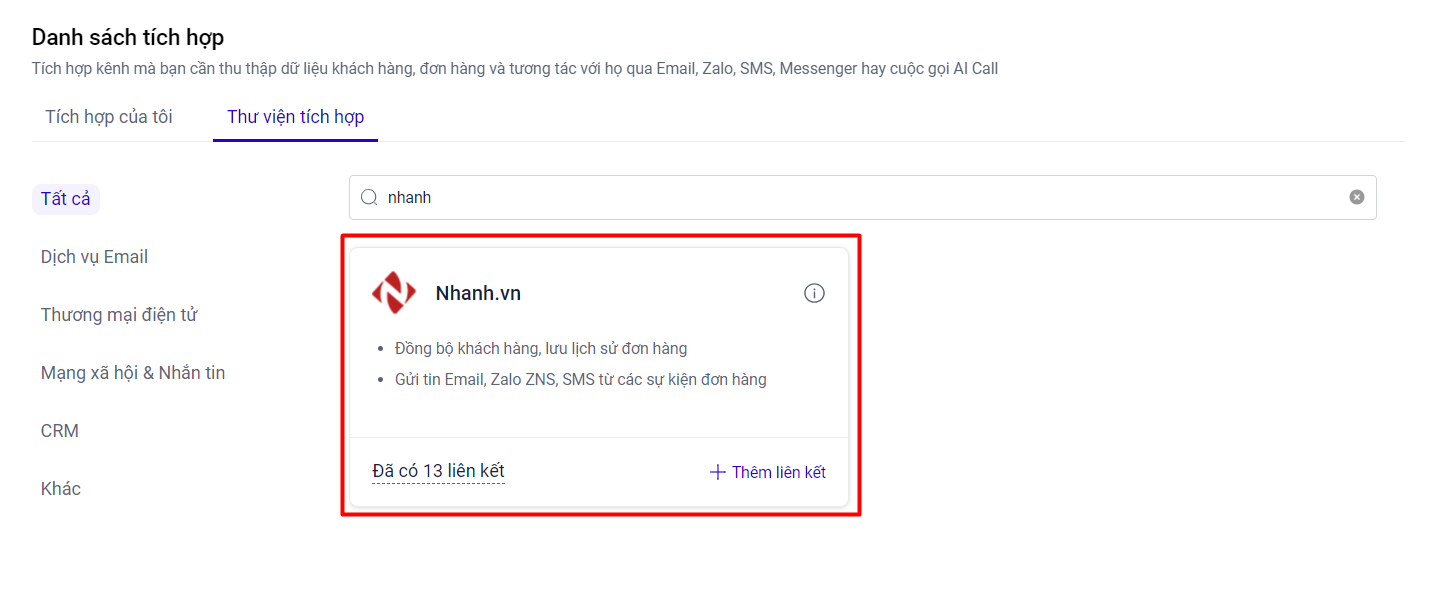 Danh sách tích hợp
Tích hợp kênh mà bạn cần thu thập dữ liệu khách hàng, đơn hàng và tương tác với họ qua Email, Zalo, SMS, Messenger hay cuộc gọi AI Call
Tích hợp của tôi
Thư viện tích hợp
Tất cả
Dịch vụ Email
Thương mại điện tử
Mạng xã hội & Nhắn tin
CRM
Khác
nhanh
Nhanh.vn
Đồng bộ khách hàng, lưu lịch sử đơn hàng
Gửi tin Email, Zalo ZNS, SMS từ các sự kiện đơn hàng
Đã có 13 liên kết
Thêm liên kết